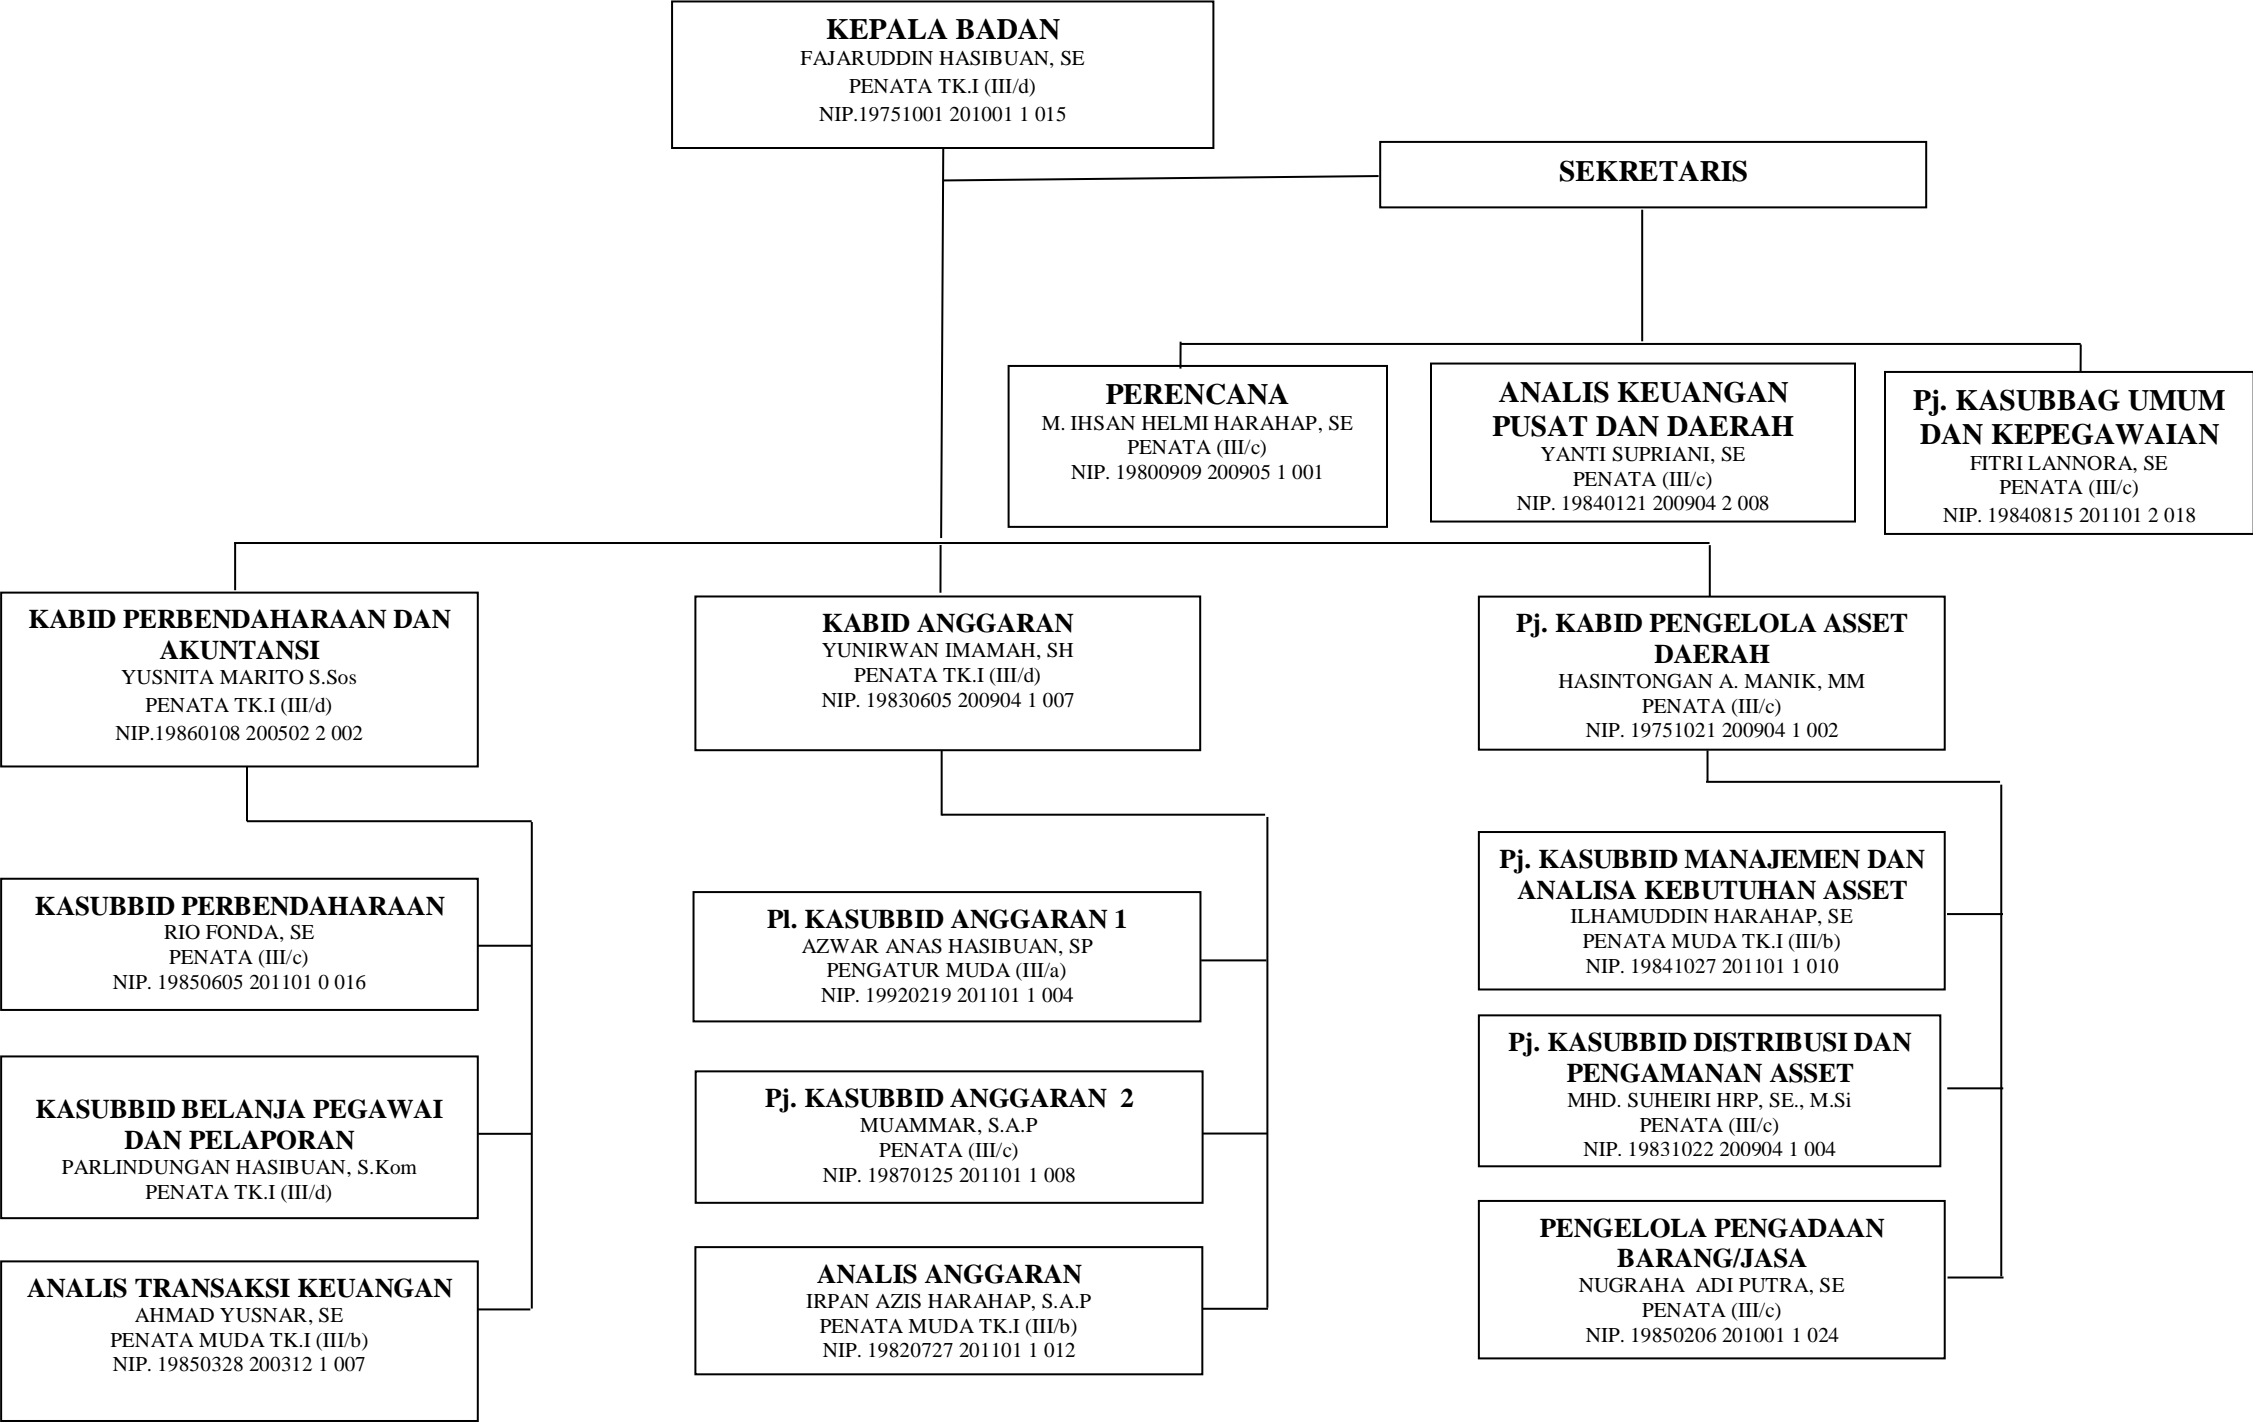 KEPALA BADAN
FAJARUDDIN HASIBUAN, SE
PENATA TK.I (III/d)
NIP.19751001 201001 1 015
SEKRETARIS
PERENCANA
M. IHSAN HELMI HARAHAP, SE
PENATA (III/c)
NIP. 19800909 200905 1 001
ANALIS KEUANGAN
PUSAT DAN DAERAH
YANTI SUPRIANI, SE
PENATA (III/c)
NIP. 19840121 200904 2 008
Pj. KASUBBAG UMUM
DAN KEPEGAWAIAN
FITRI LANNORA, SE
PENATA (III/c)
NIP. 19840815 201101 2 018
KABID PERBENDAHARAAN DAN
AKUNTANSI
YUSNITA MARITO S.Sos
PENATA TK.I (III/d)
NIP.19860108 200502 2 002
KABID ANGGARAN
YUNIRWAN IMAMAH, SH
PENATA TK.I (III/d)
NIP. 19830605 200904 1 007
Pj. KABID PENGELOLA ASSET
DAERAH
HASINTONGAN A. MANIK, MM
PENATA (III/c)
NIP. 19751021 200904 1 002
KASUBBID PERBENDAHARAAN
RIO FONDA, SE
PENATA (III/c)
NIP. 19850605 201101 0 016
KASUBBID BELANJA PEGAWAI
DAN PELAPORAN
PARLINDUNGAN HASIBUAN, S.Kom
PENATA TK.I (III/d)
ANALIS TRANSAKSI KEUANGAN
AHMAD YUSNAR, SE
PENATA MUDA TK.I (III/b)
NIP. 19850328 200312 1 007
Pl. KASUBBID ANGGARAN 1
AZWAR ANAS HASIBUAN, SP
PENGATUR MUDA (III/a)
NIP. 19920219 201101 1 004
Pj. KASUBBID ANGGARAN  2
MUAMMAR, S.A.P
PENATA (III/c)
NIP. 19870125 201101 1 008
ANALIS ANGGARAN
IRPAN AZIS HARAHAP, S.A.P
PENATA MUDA TK.I (III/b)
NIP. 19820727 201101 1 012
Pj. KASUBBID MANAJEMEN DAN
ANALISA KEBUTUHAN ASSET
ILHAMUDDIN HARAHAP, SE
PENATA MUDA TK.I (III/b)
NIP. 19841027 201101 1 010
Pj. KASUBBID DISTRIBUSI DAN
PENGAMANAN ASSET
MHD. SUHEIRI HRP, SE., M.Si
PENATA (III/c)
NIP. 19831022 200904 1 004
PENGELOLA PENGADAAN
BARANG/JASA
NUGRAHA  ADI PUTRA, SE
PENATA (III/c)
NIP. 19850206 201001 1 024